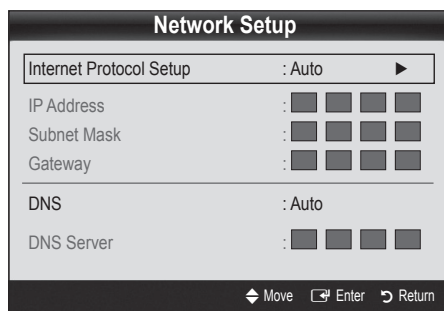 Network Setup
Internet Protocol Setup : Auto ►
IP Address :
Subnet Mask :
Gateway :
DNS : Auto
DNS Server :
Move Enter Return